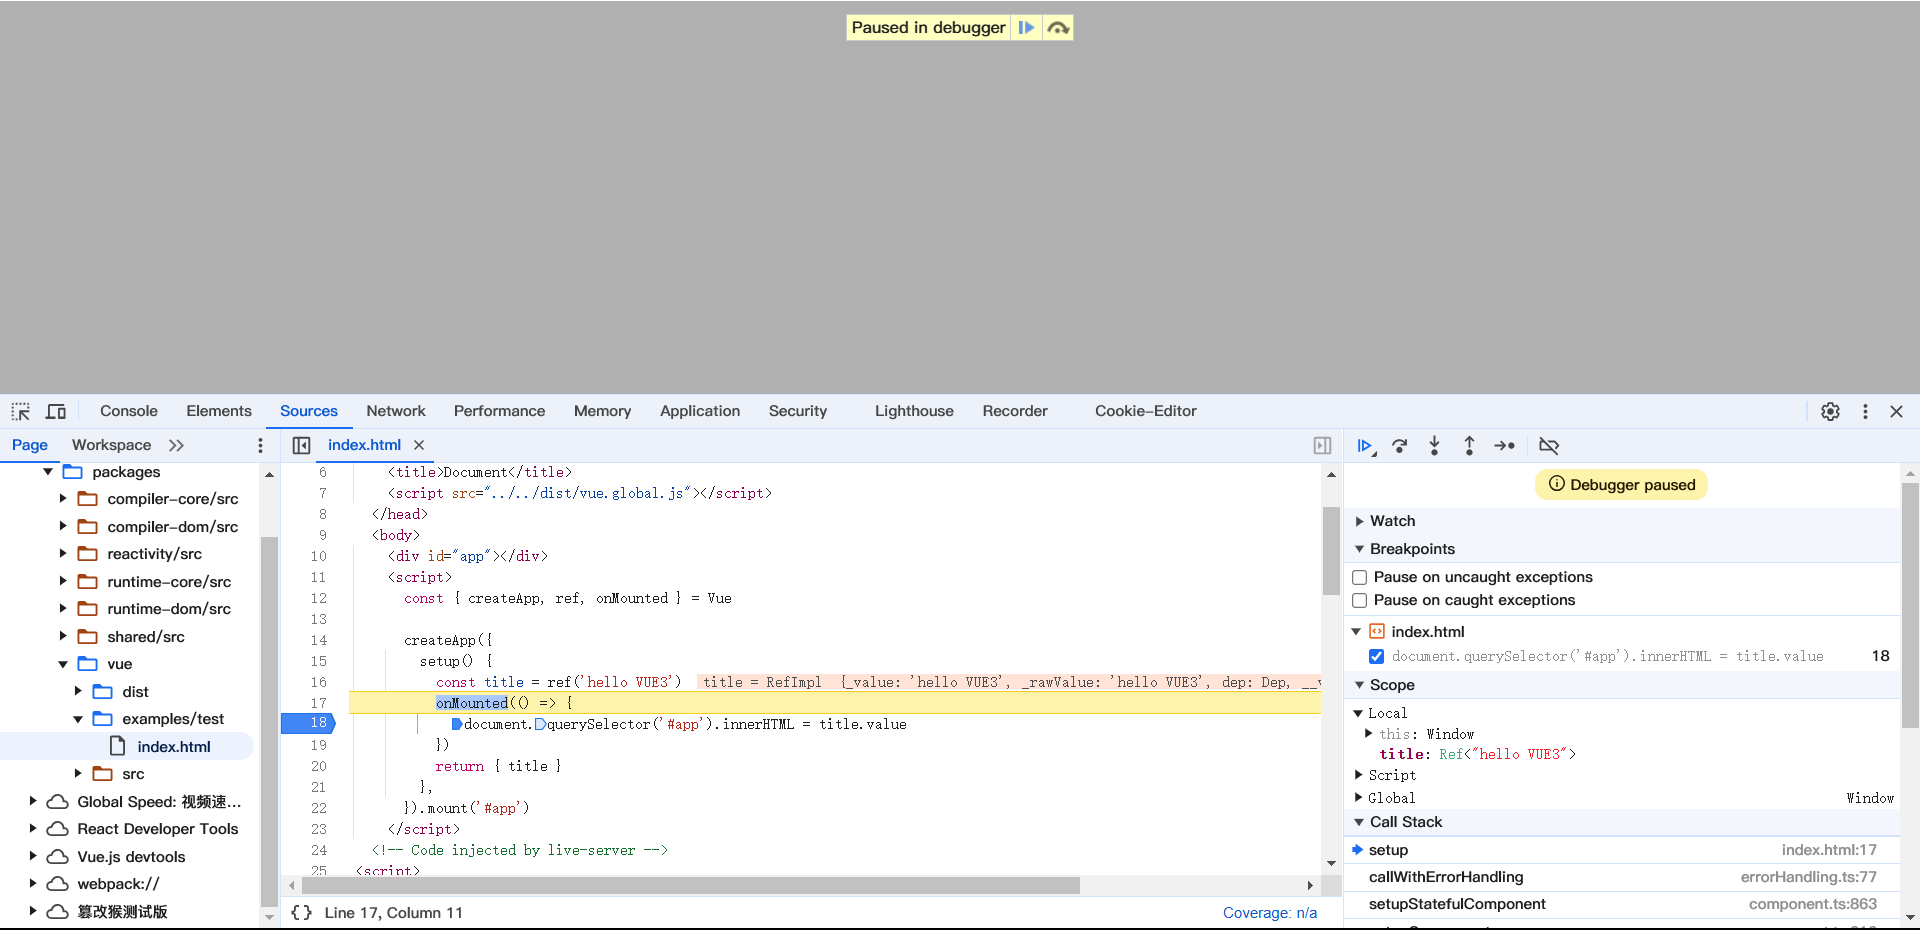 Paused in debugger
Console Elements Sources Network Performance Memory Application Security Lighthouse Recorder Cookie-Editor
Page Workspace
packages
compiler-core/src
compiler-dom/src
reactivity/src
runtime-core/src
runtime-dom/src
shared/src
vue
dist
examples/test
index.html
src
Global Speed: 视频速...
React Developer Tools
Vue.js devtools
webpack://
篡改猴测试版
index.html
6 <title>Document</title>
7 <script src="../../dist/vue.global.js"></script>
8 </head>
9 <body>
10 <div id="app"></div>
11 <script>
12 const { createApp, ref, onMounted } = Vue
13
14 createApp({
15 setup() {
16 const title = ref('hello VUE3') title = RefImpl {_value: 'hello VUE3', _rawValue: 'hello VUE3', dep: Dep, __v
17 onMounted(() => {
18 document.querySelector('#app').innerHTML = title.value
19 })
20 return { title }
21 },
22 }).mount('#app')
23 </script>
24 <!-- Code injected by live-server -->
25 <script>
{} Line 17, Column 11 Coverage: n/a
Debugger paused
Watch
Breakpoints
Pause on uncaught exceptions
Pause on caught exceptions
index.html
document.querySelector('#app').innerHTML = title.value 18
Scope
Local
this: Window
title: Ref<"hello VUE3">
Script
Global Window
Call Stack
setup index.html:17
callWithErrorHandling errorHandling.ts:77
setupStatefulComponent component.ts:863